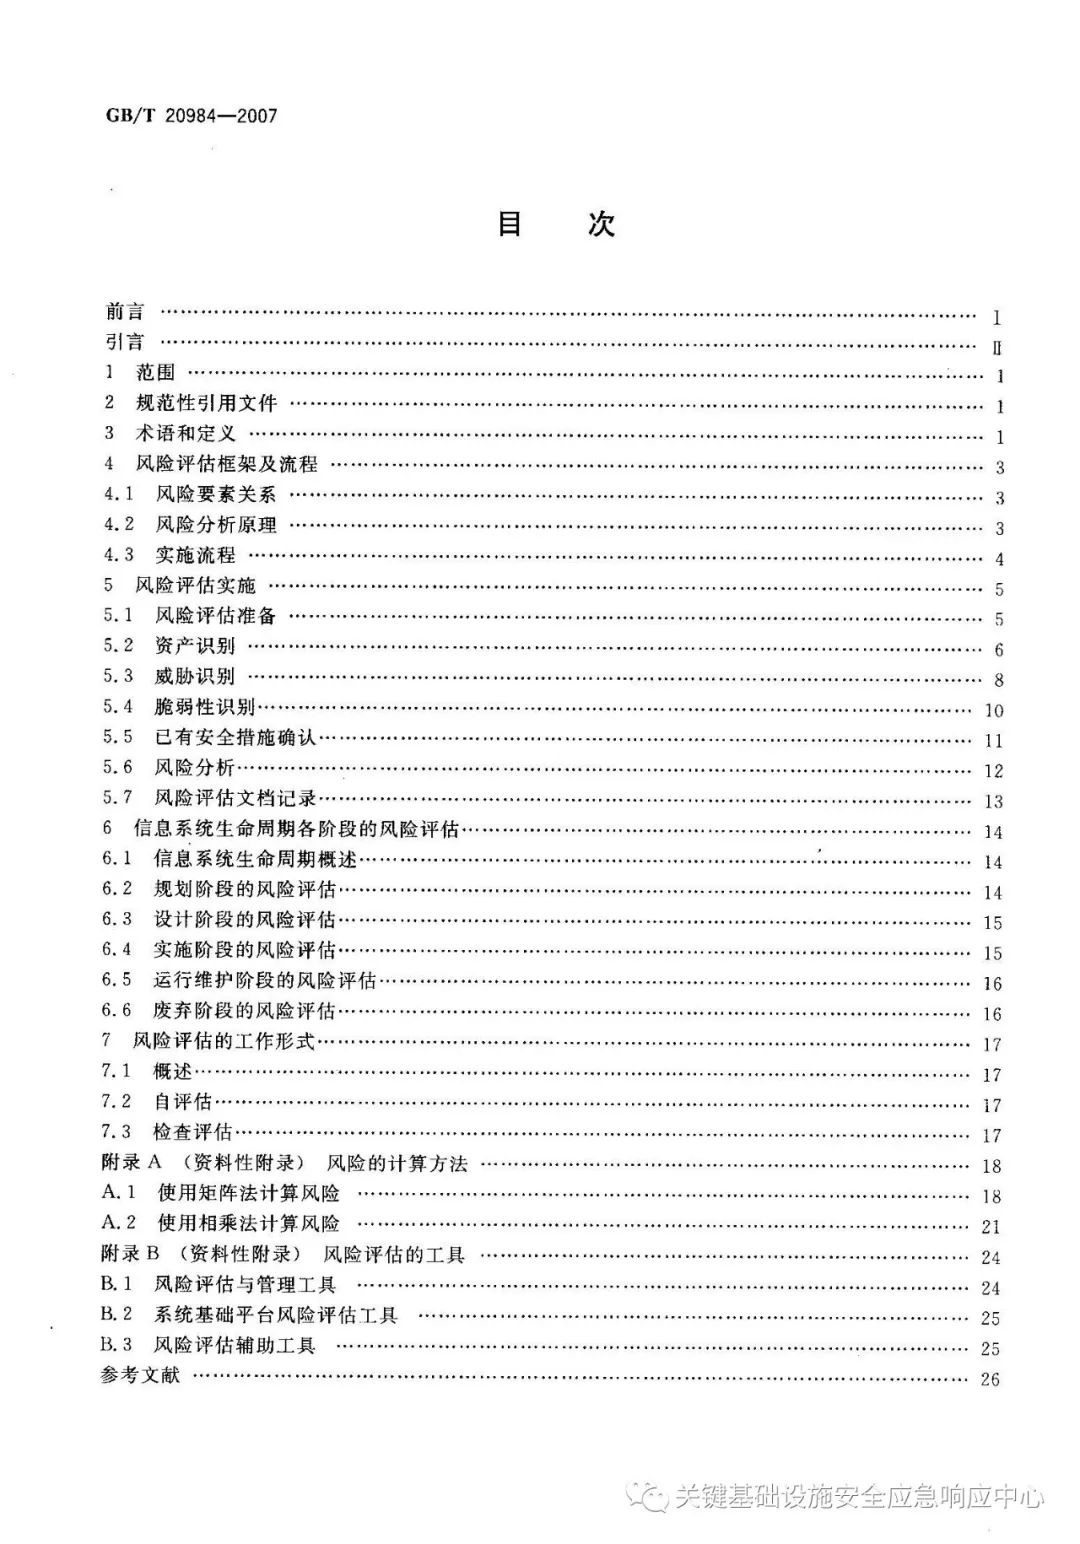 GB/T 20984—2007
目 次
前言 ………………………… Ⅰ
引言 ………………………… Ⅱ
1 范围 ………………………… 1
2 规范性引用文件 ………………………… 1
3 术语和定义 ………………………… 1
4 风险评估框架及流程 ………………………… 3
4.1 风险要素关系 ………………………… 3
4.2 风险分析原理 ………………………… 3
4.3 实施流程 ………………………… 4
5 风险评估实施 ………………………… 5
5.1 风险评估准备 ………………………… 5
5.2 资产识别 ………………………… 6
5.3 威胁识别 ………………………… 8
5.4 脆弱性识别………………………… 10
5.5 已有安全措施确认………………………… 11
5.6 风险分析………………………… 12
5.7 风险评估文档记录………………………… 13
6 信息系统生命周期各阶段的风险评估………………………… 14
6.1 信息系统生命周期概述………………………… 14
6.2 规划阶段的风险评估………………………… 14
6.3 设计阶段的风险评估………………………… 15
6.4 实施阶段的风险评估………………………… 15
6.5 运行维护阶段的风险评估………………………… 16
6.6 废弃阶段的风险评估………………………… 16
7 风险评估的工作形式………………………… 17
7.1 概述………………………… 17
7.2 自评估………………………… 17
7.3 检查评估………………………… 17
附录 A （资料性附录） 风险的计算方法 ………………………… 18
A.1 使用矩阵法计算风险 ………………………… 18
A.2 使用相乘法计算风险 ………………………… 21
附录 B （资料性附录） 风险评估的工具 ………………………… 24
B.1 风险评估与管理工具 ………………………… 24
B.2 系统基础平台风险评估工具 ………………………… 25
B.3 风险评估辅助工具 ………………………… 25
参考文献 ………………………… 26
关键基础设施安全应急响应中心